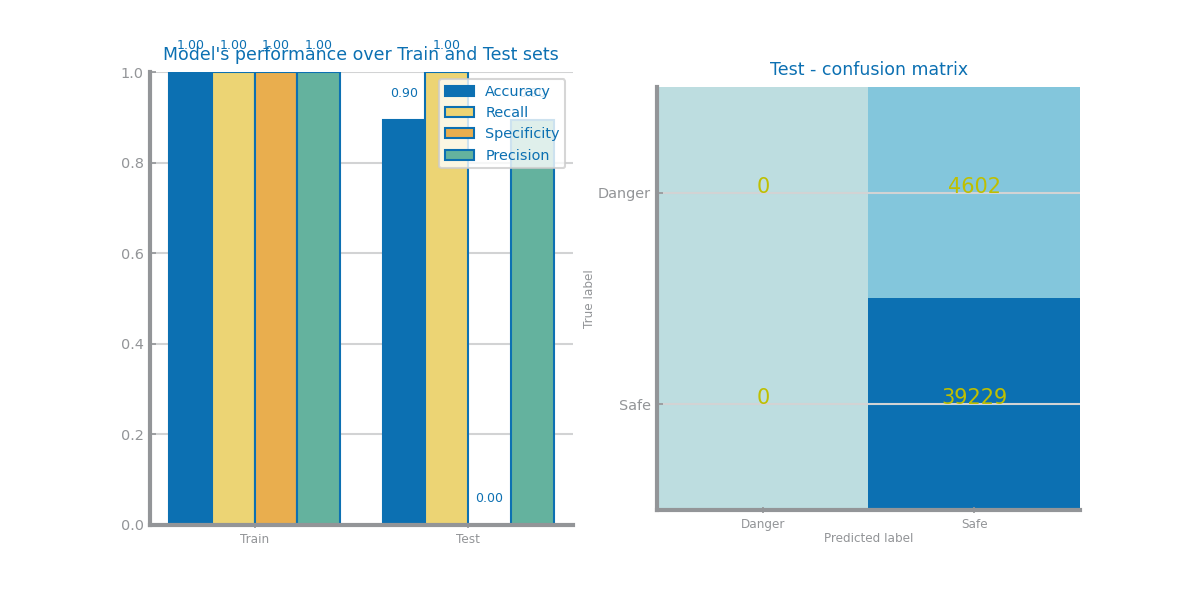 1.00 1.00 1.00 1.00 1.00
Model's performance over Train and Test sets
1.0
0.90
0.8
0.6
0.4
0.2
0.0
0.00
Accuracy
Recall
Specificity
Precision
Train Test
Test - confusion matrix
True label
Danger
Safe
0 4602
0 39229
Danger Safe
Predicted label